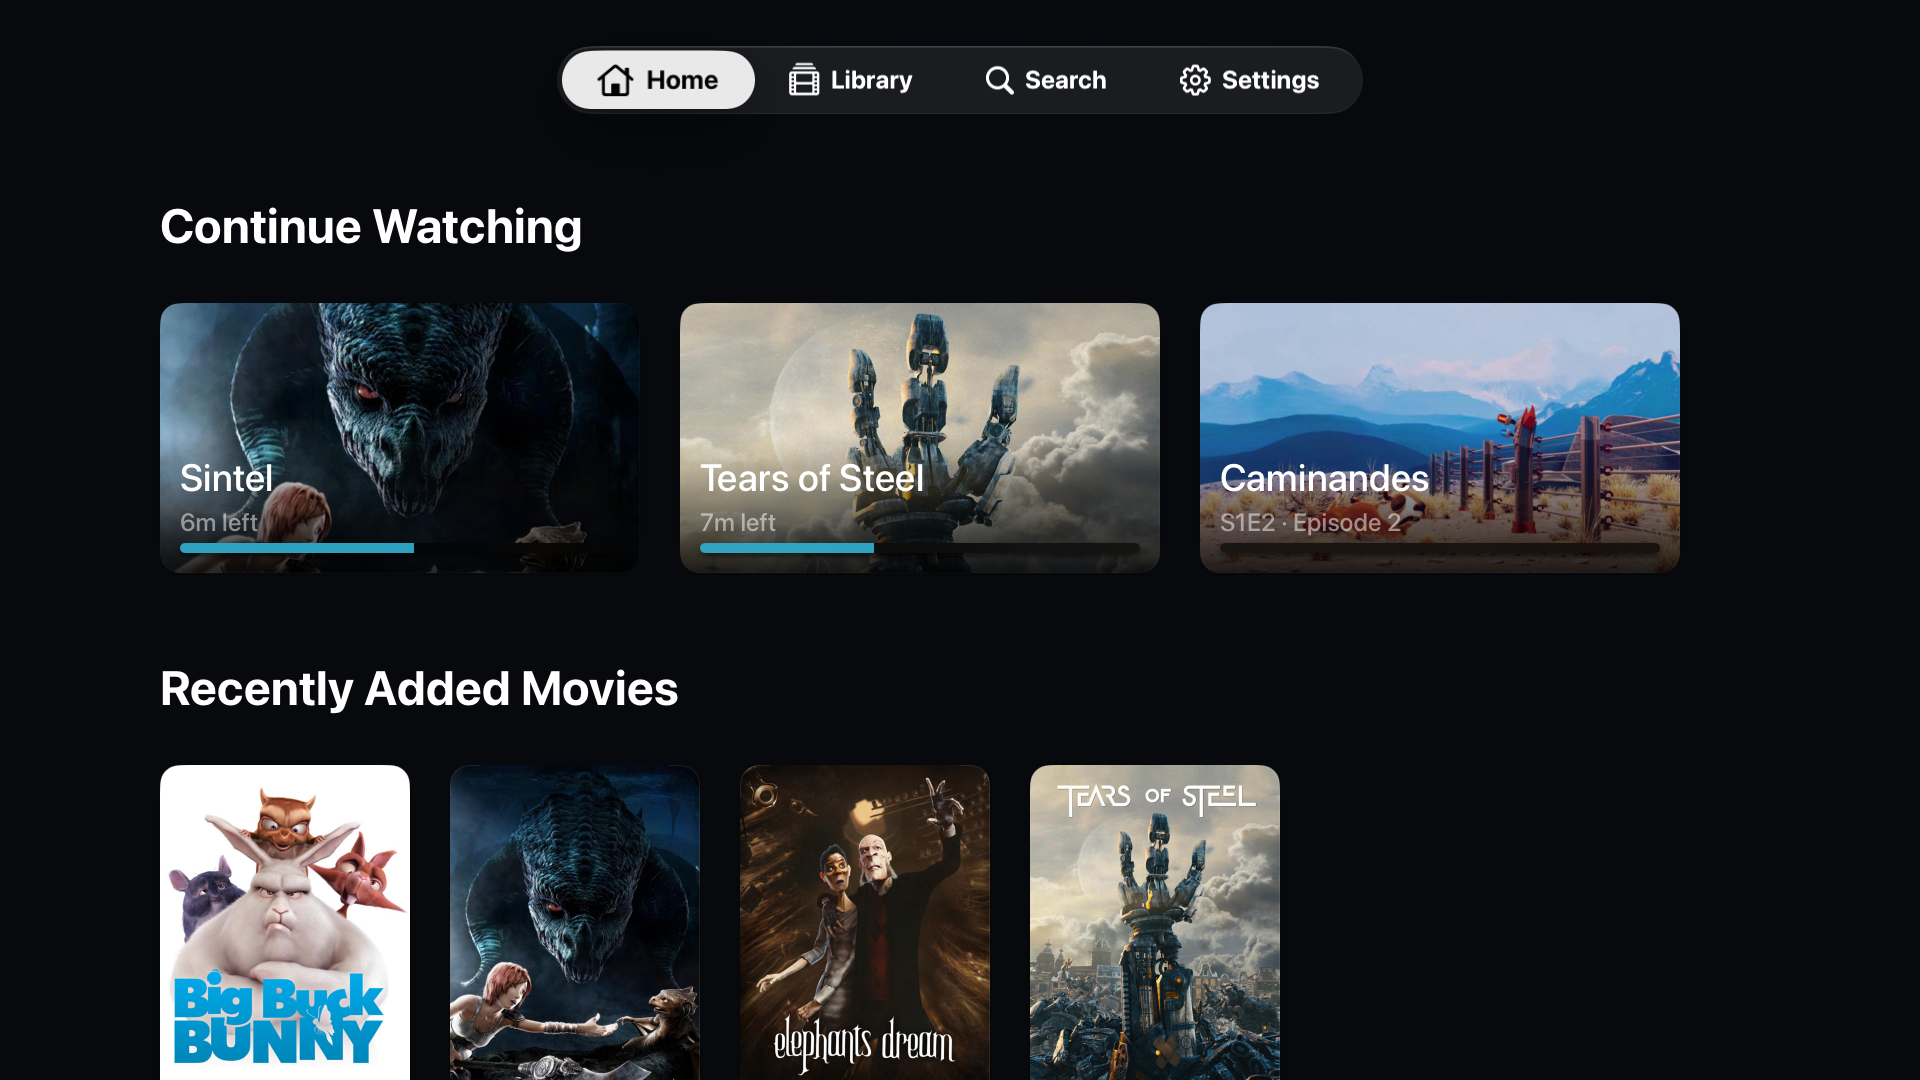 Home
Library
Search
Settings
Continue Watching
Sintel
6m left
Tears of Steel
7m left
Caminandes
S1E2 · Episode 2
Recently Added Movies
Big Buck
BUNNY
elephants dream
TEARS OF STEEL